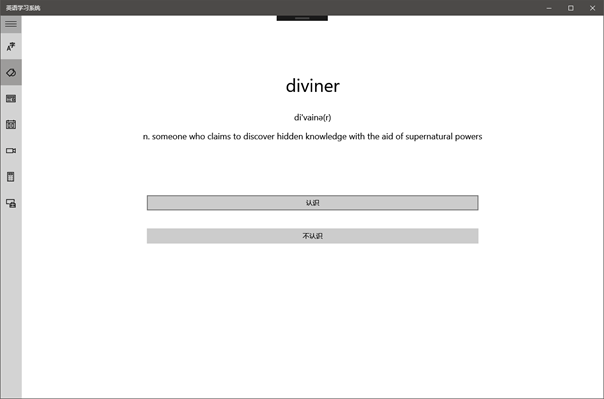 英语学习系统
diviner
di'vainə(r)
n. someone who claims to discover hidden knowledge with the aid of supernatural powers
认识
不认识